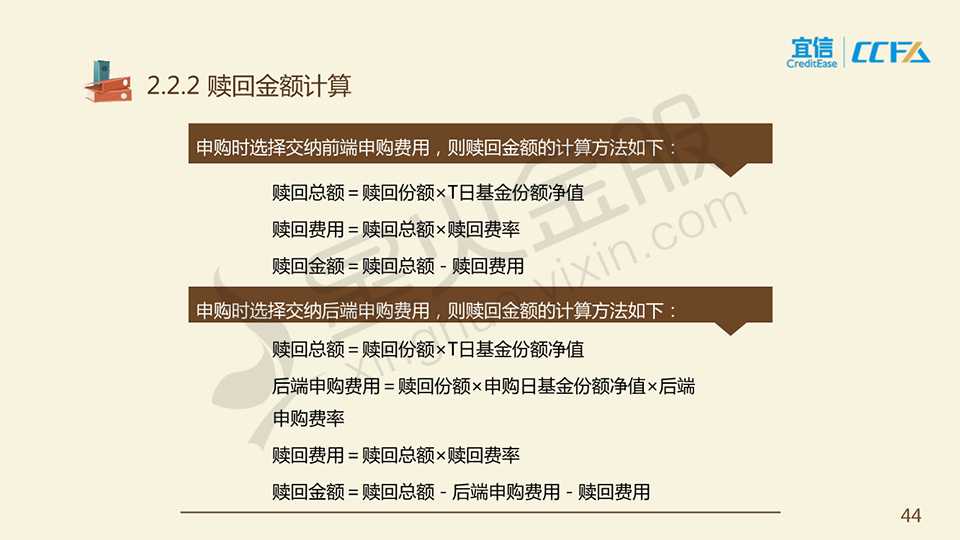 宜信
CreditEase
CCFA
2.2.2 赎回金额计算
申购时选择交纳前端申购费用，则赎回金额的计算方法如下：
赎回总额＝赎回份额×T日基金份额净值
赎回费用＝赎回总额×赎回费率
赎回金额＝赎回总额－赎回费用
申购时选择交纳后端申购费用，则赎回金额的计算方法如下：
赎回总额＝赎回份额×T日基金份额净值
后端申购费用＝赎回份额×申购日基金份额净值×后端
申购费率
赎回费用＝赎回总额×赎回费率
赎回金额＝赎回总额－后端申购费用－赎回费用
44
星火金服
xinghuo.yixin.com